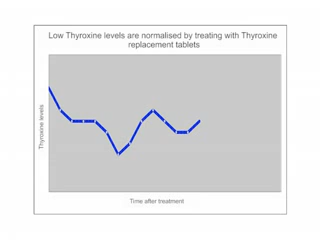 Low Thyroxine levels are normalised by treating with Thyroxine
replacement tablets
Thyroxine levels
Time after treatment